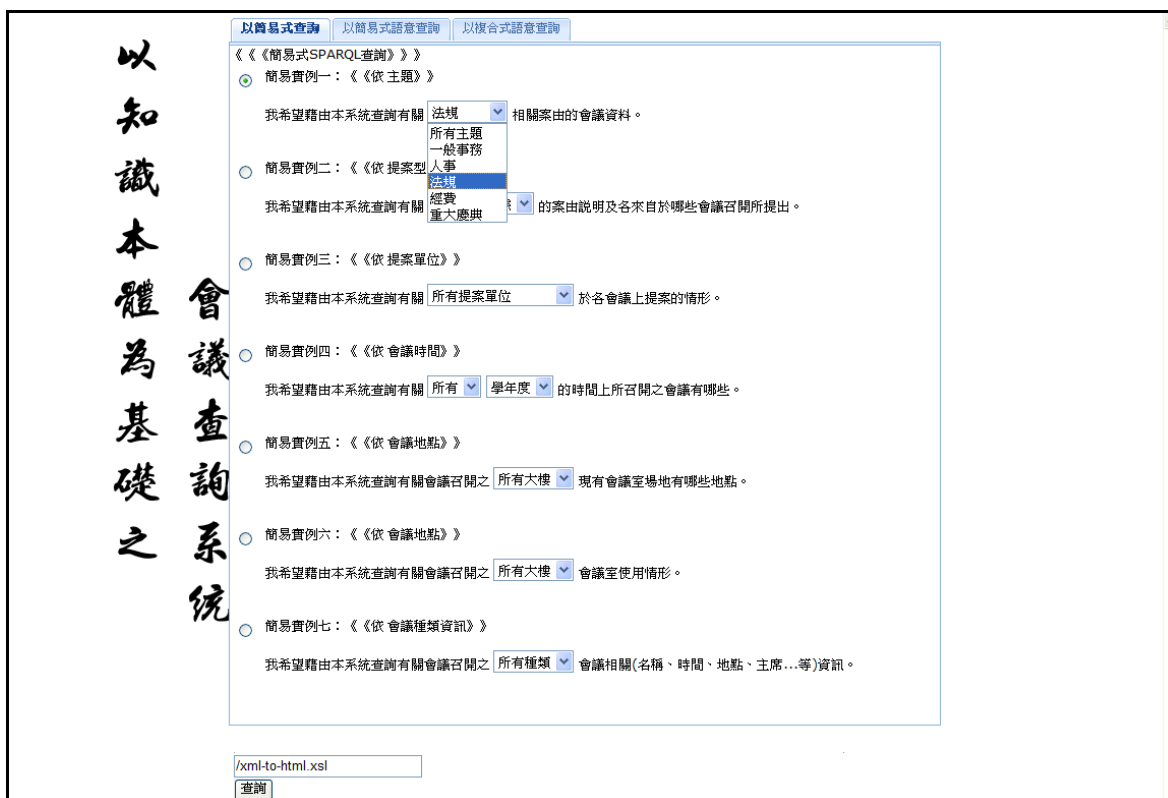 以知識本體為基礎之
會議查詢系統
以簡易式查詢 以簡易式語意查詢 以複合式語意查詢
《《《簡易式SPARQL查詢》》》
簡易實例一：《《依 主題》》
我希望藉由本系統查詢有關 法規 相關案由的會議資料。
所有主題
一般事務
人事
法規
經費
重大慶典
簡易實例二：《《依 提案型
我希望藉由本系統查詢有關 的案由說明及各來自於哪些會議召開所提出。
簡易實例三：《《依 提案單位》》
我希望藉由本系統查詢有關 所有提案單位 於各會議上提案的情形。
簡易實例四：《《依 會議時間》》
我希望藉由本系統查詢有關 所有 學年度 的時間上所召開之會議有哪些。
簡易實例五：《《依 會議地點》》
我希望藉由本系統查詢有關會議召開之 所有大樓 現有會議室場地有哪些地點。
簡易實例六：《《依 會議地點》》
我希望藉由本系統查詢有關會議召開之 所有大樓 會議室使用情形。
簡易實例七：《《依 會議種類資訊》》
我希望藉由本系統查詢有關會議召開之 所有種類 會議相關(名稱、時間、地點、主席...等)資訊。
/xml-to-html.xsl
查詢